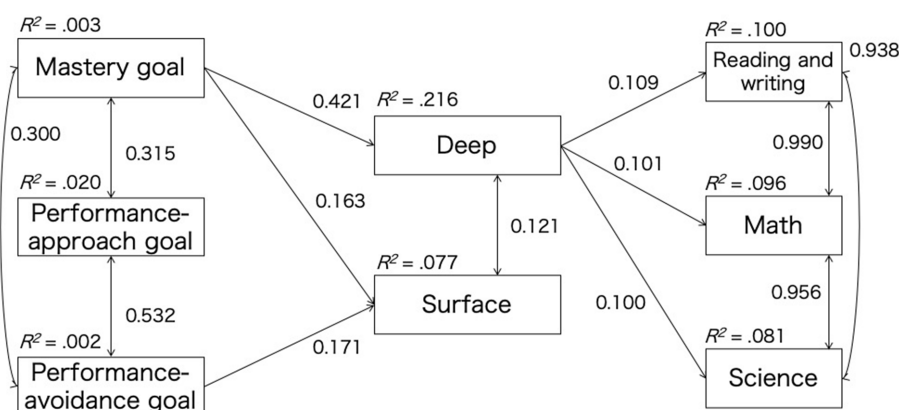 R² = .003
Mastery goal
0.300
0.315
R² = .020
Performance-
approach goal
0.532
R² = .002
Performance-
avoidance goal
0.421
R² = .216
Deep
0.163
0.121
R² = .077
Surface
0.171
0.109
0.101
0.100
R² = .100
0.938
Reading and
writing
0.990
R² = .096
Math
0.956
R² = .081
Science